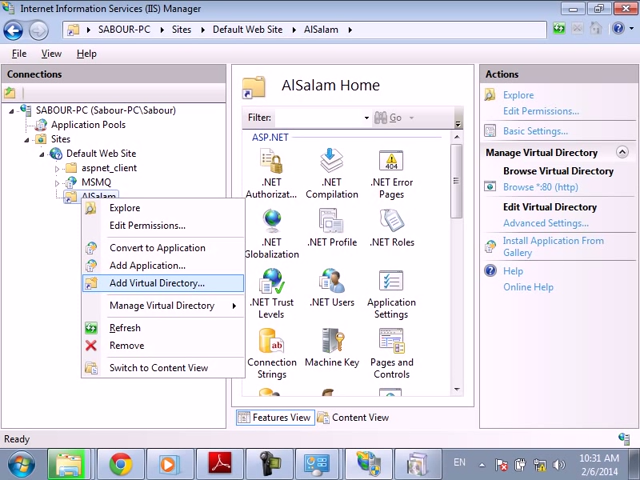 Internet Information Services (IIS) Manager
SABOUR-PC
Sites
Default Web Site
AlSalam
File View Help
Connections
SABOUR-PC (Sabour-PC\Sabour)
Application Pools
Sites
Default Web Site
aspnet_client
MSMQ
AlSalam
Explore
Edit Permissions...
Convert to Application
Add Application...
Add Virtual Directory...
Manage Virtual Directory
Refresh
Remove
Switch to Content View
AlSalam Home
Filter: Go
ASP.NET
.NET Authorizat...
.NET Compilation
.NET Error Pages
.NET Globalization
.NET Profile
.NET Roles
.NET Trust Levels
.NET Users
Application Settings
Connection Strings
Machine Key
Pages and Controls
Features View Content View
Actions
Explore
Edit Permissions...
Basic Settings...
Manage Virtual Directory
Browse Virtual Directory
Browse *:80 (http)
Edit Virtual Directory
Advanced Settings...
Install Application From
Gallery
Help
Online Help
Ready
EN
10:31 AM
2/6/2014